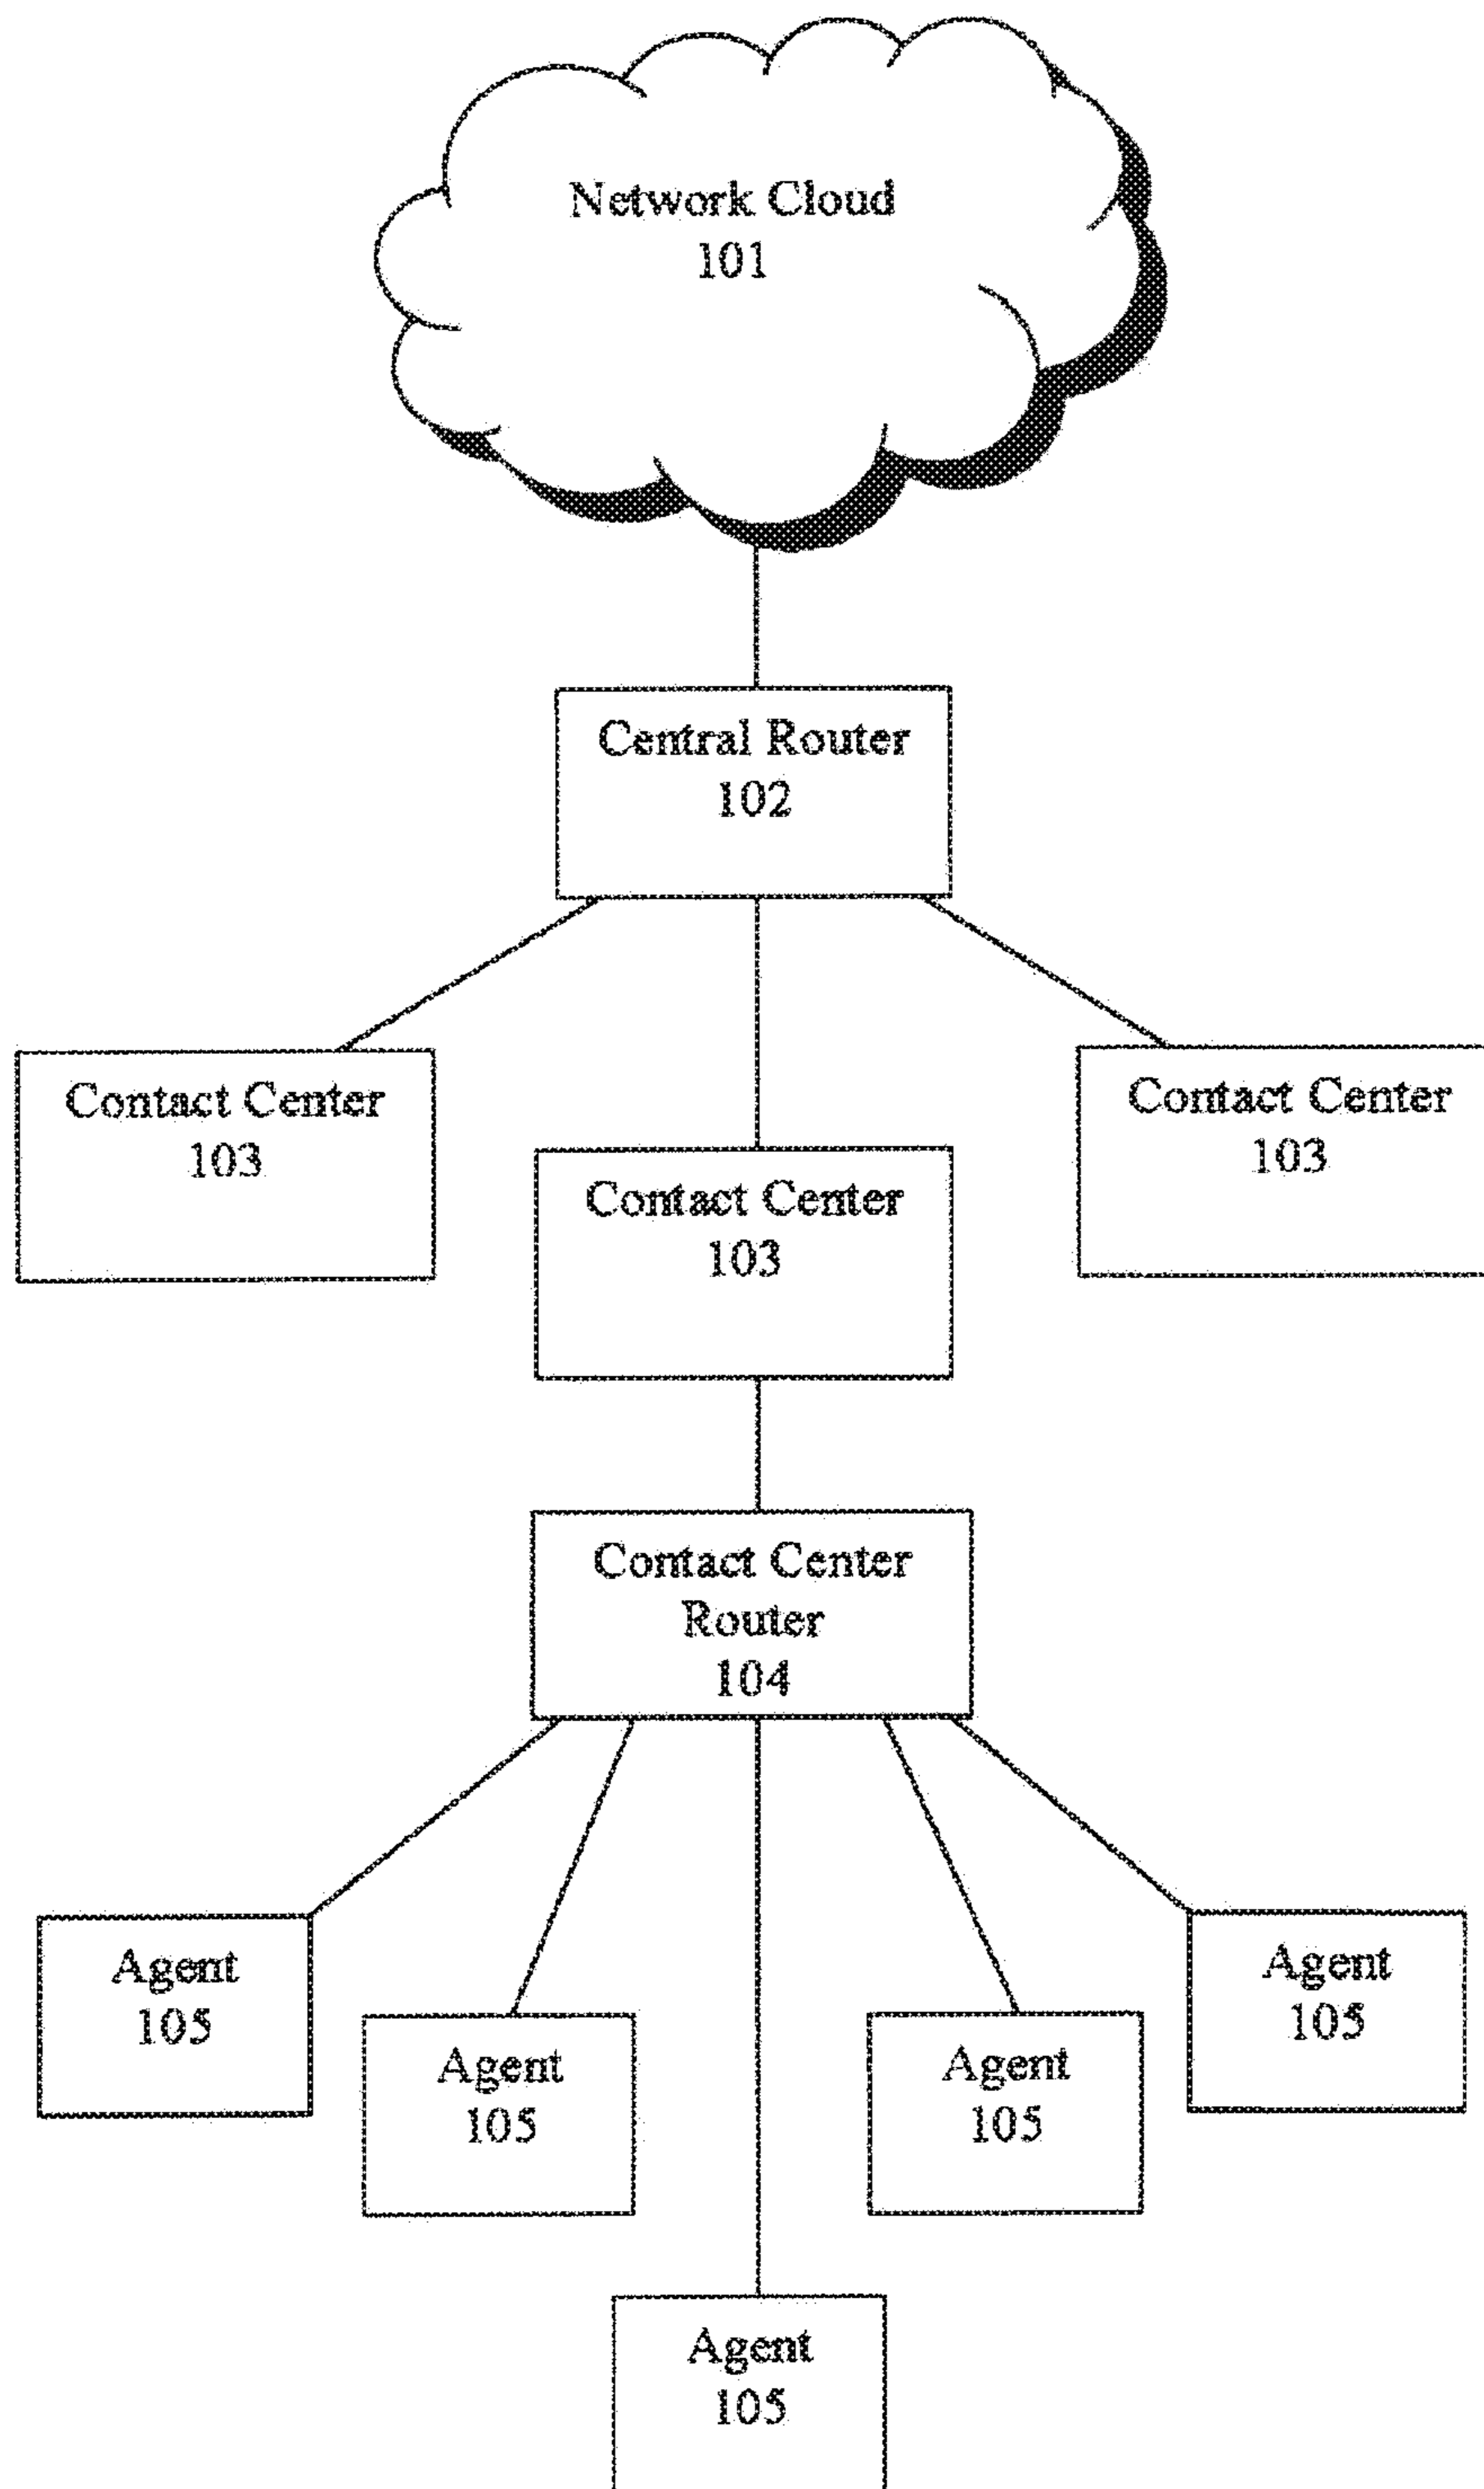 Network Cloud
101
Central Router
102
Contact Center
103
Contact Center
103
Contact Center
103
Contact Center
Router
104
Agent
105
Agent
105
Agent
105
Agent
105
Agent
105